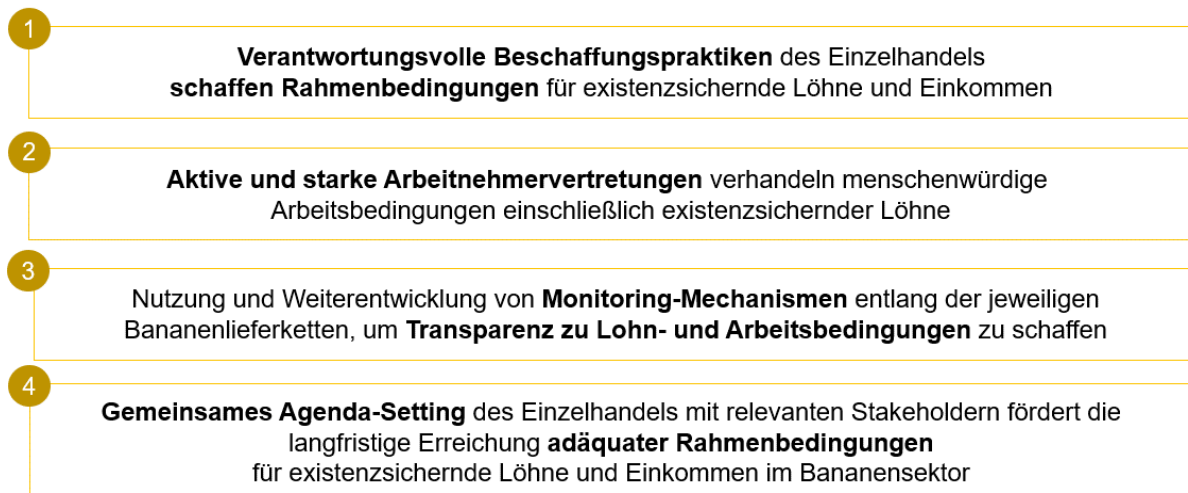 1
Verantwortungsvolle Beschaffungspraktiken des Einzelhandels
schaffen Rahmenbedingungen für existenzsichernde Löhne und Einkommen
2
Aktive und starke Arbeitnehmervertretungen verhandeln menschenwürdige
Arbeitsbedingungen einschließlich existenzsichernder Löhne
3
Nutzung und Weiterentwicklung von Monitoring-Mechanismen entlang der jeweiligen
Bananenlieferketten, um Transparenz zu Lohn- und Arbeitsbedingungen zu schaffen
4
Gemeinsames Agenda-Setting des Einzelhandels mit relevanten Stakeholdern fördert die
langfristige Erreichung adäquater Rahmenbedingungen
für existenzsichernde Löhne und Einkommen im Bananensektor